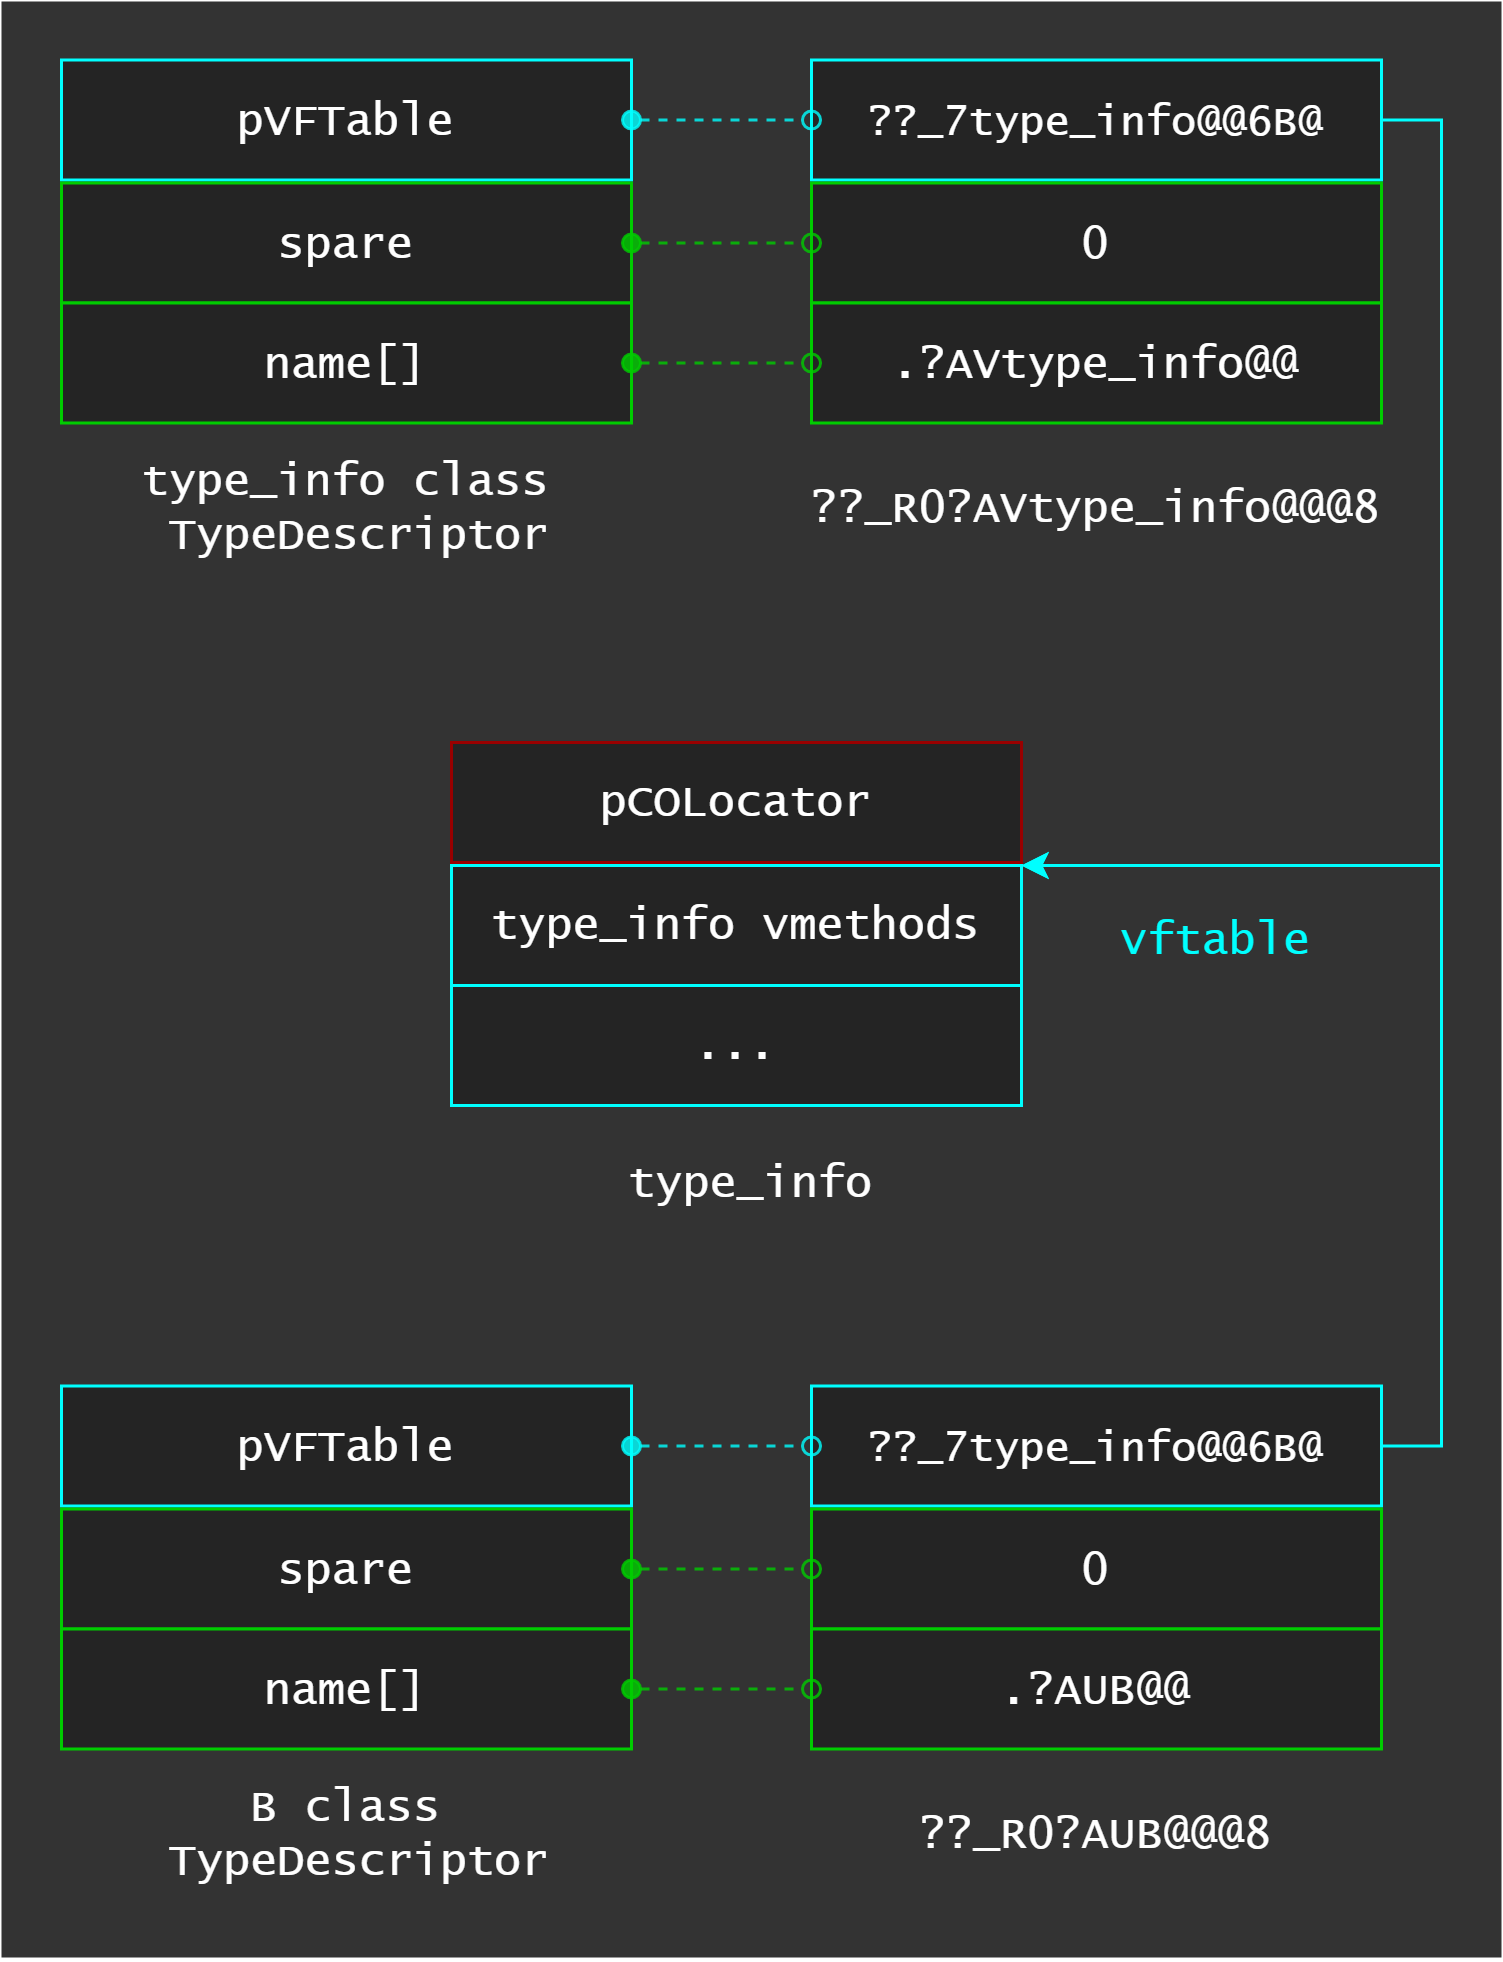 pVFTable
??_7type_info@@6B@
spare
0
name[]
.?AVtype_info@@
type_info class
TypeDescriptor
??_R0?AVtype_info@@@8
pCOLocator
type_info vmethods
vftable
...
type_info
pVFTable
??_7type_info@@6B@
spare
0
name[]
.?AUB@@
B class
TypeDescriptor
??_R0?AUB@@@8